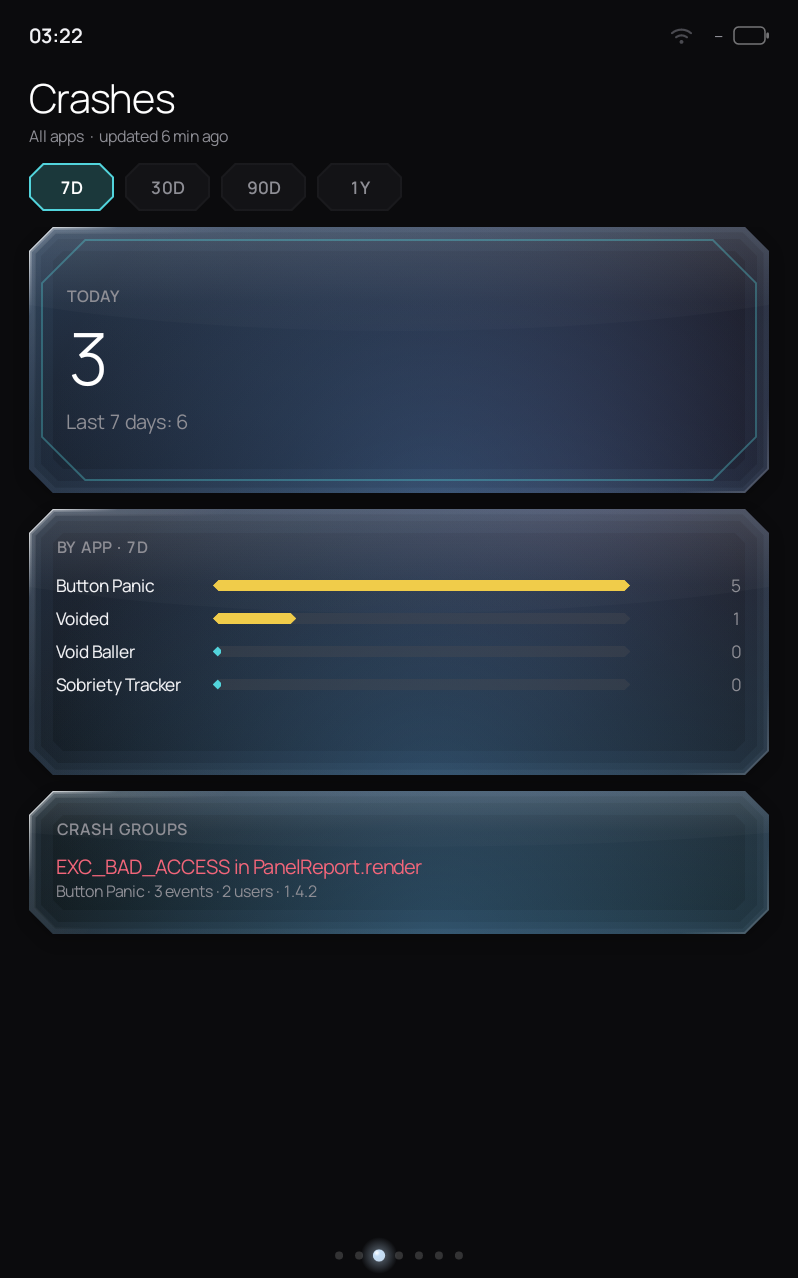 03:22
–
Crashes
All apps · updated 6 min ago
7D 30D 90D 1Y
TODAY
3
Last 7 days: 6
BY APP · 7D
Button Panic 5
Voided 1
Void Baller 0
Sobriety Tracker 0
CRASH GROUPS
EXC_BAD_ACCESS in PanelReport.render
Button Panic · 3 events · 2 users · 1.4.2